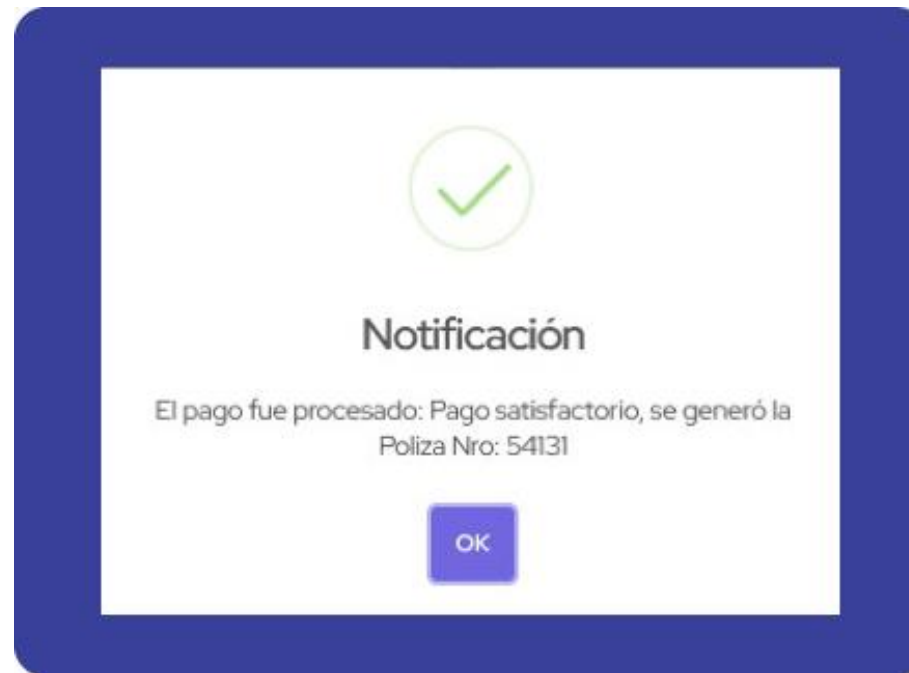 Notificación
El pago fue procesado: Pago satisfactorio, se generó la
Poliza Nro: 54131
OK